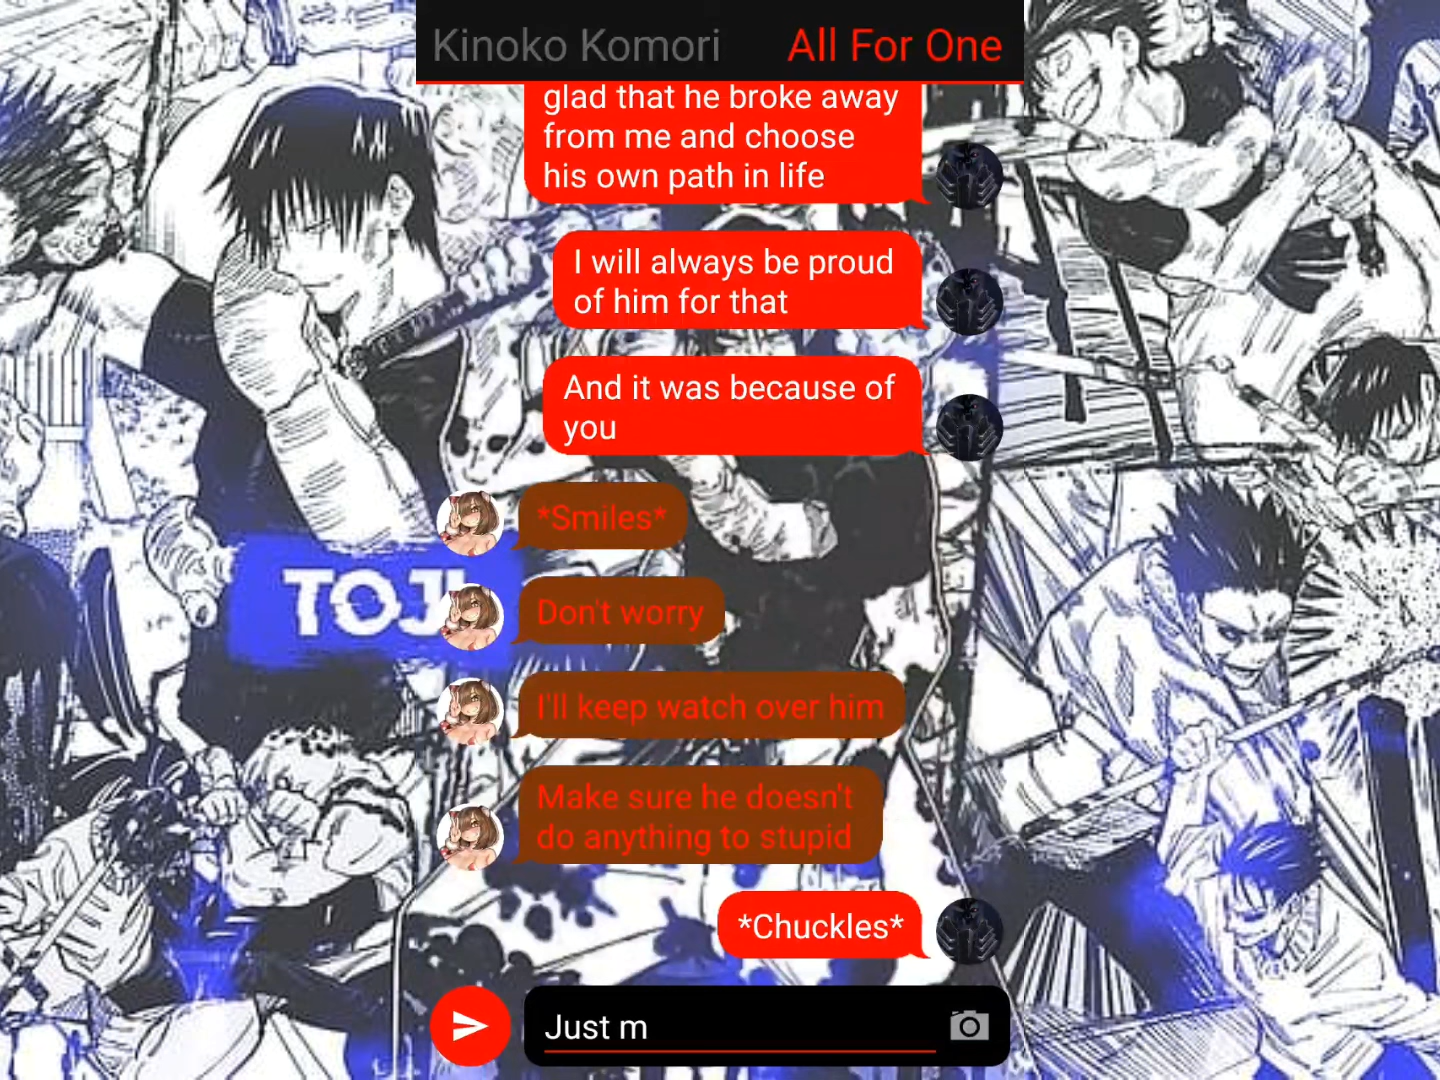 Kinoko Komori All For One
glad that he broke away
from me and choose
his own path in life
I will always be proud
of him for that
And it was because of
you
*Smiles*
TOJI
Don't worry
I'll keep watch over him
Make sure he doesn't
do anything to stupid
*Chuckles*
Just m